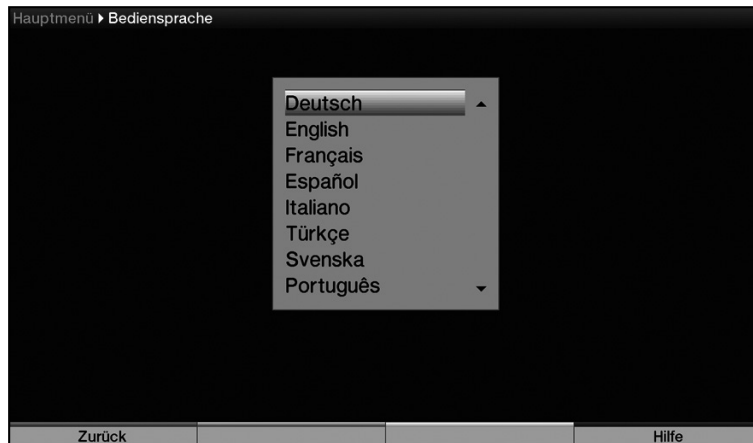 Hauptmenü ▸ Bediensprache
Deutsch
English
Français
Español
Italiano
Türkçe
Svenska
Português
Zurück Hilfe